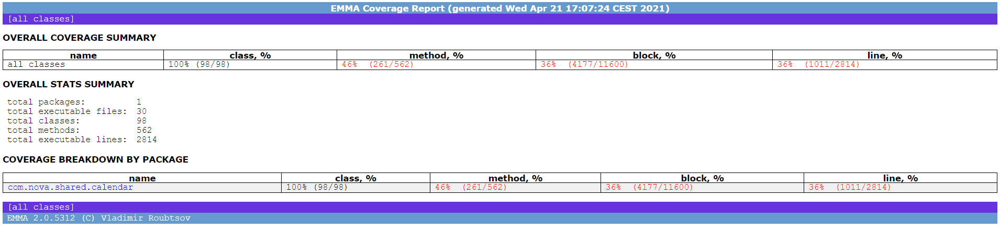 EMMA Coverage Report (generated Wed Apr 21 17:07:24 CEST 2021)
[all classes]
OVERALL COVERAGE SUMMARY
name class, % method, % block, % line, %
all classes 100% (98/98) 46% (261/562) 36% (4177/11600) 36% (1011/2814)
OVERALL STATS SUMMARY
total packages: 1
total executable files: 30
total classes: 98
total methods: 562
total executable lines: 2814
COVERAGE BREAKDOWN BY PACKAGE
name class, % method, % block, % line, %
com.nova.shared.calendar 100% (98/98) 46% (261/562) 36% (4177/11600) 36% (1011/2814)
[all classes]
EMMA 2.0.5312 (C) Vladimir Roubtsov